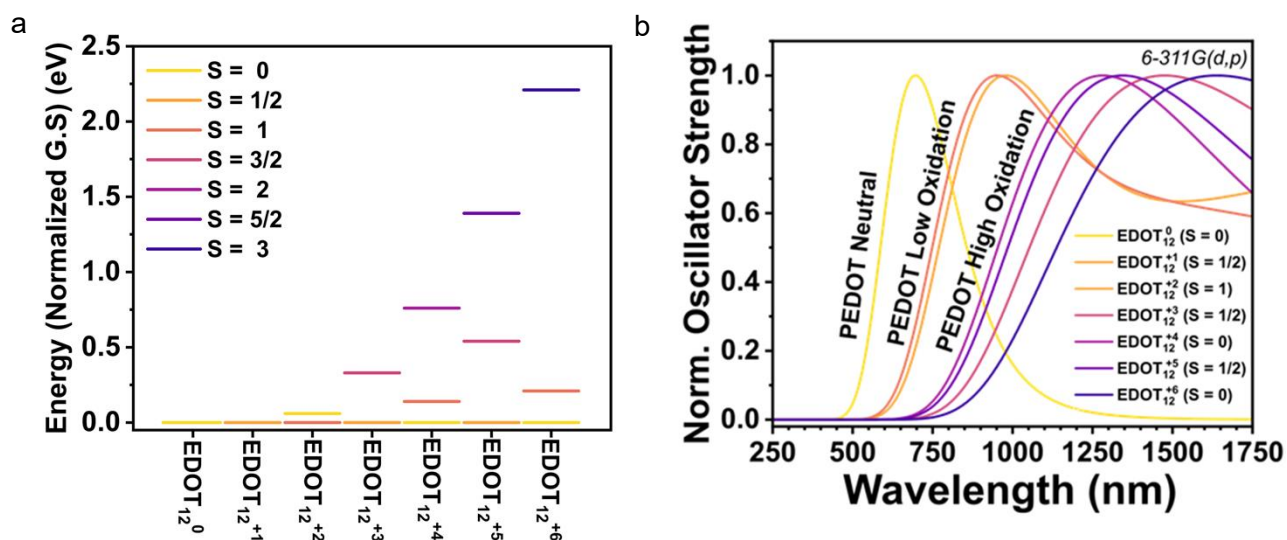 a
Energy (Normalized G.S) (eV)
2.5
2.0
1.5
1.0
0.5
0.0
S = 0
S = 1/2
S = 1
S = 3/2
S = 2
S = 5/2
S = 3
EDOT₁₂⁰
EDOT₁₂⁺¹
EDOT₁₂⁺²
EDOT₁₂⁺³
EDOT₁₂⁺⁴
EDOT₁₂⁺⁵
EDOT₁₂⁺⁶
b
Norm. Oscillator Strength
1.0
0.8
0.6
0.4
0.2
0.0
6-311G(d,p)
PEDOT Neutral
PEDOT Low Oxidation
PEDOT High Oxidation
EDOT₁₂⁰ (S = 0)
EDOT₁₂⁺¹ (S = 1/2)
EDOT₁₂⁺² (S = 1)
EDOT₁₂⁺³ (S = 1/2)
EDOT₁₂⁺⁴ (S = 0)
EDOT₁₂⁺⁵ (S = 1/2)
EDOT₁₂⁺⁶ (S = 0)
250 500 750 1000 1250 1500 1750
Wavelength (nm)